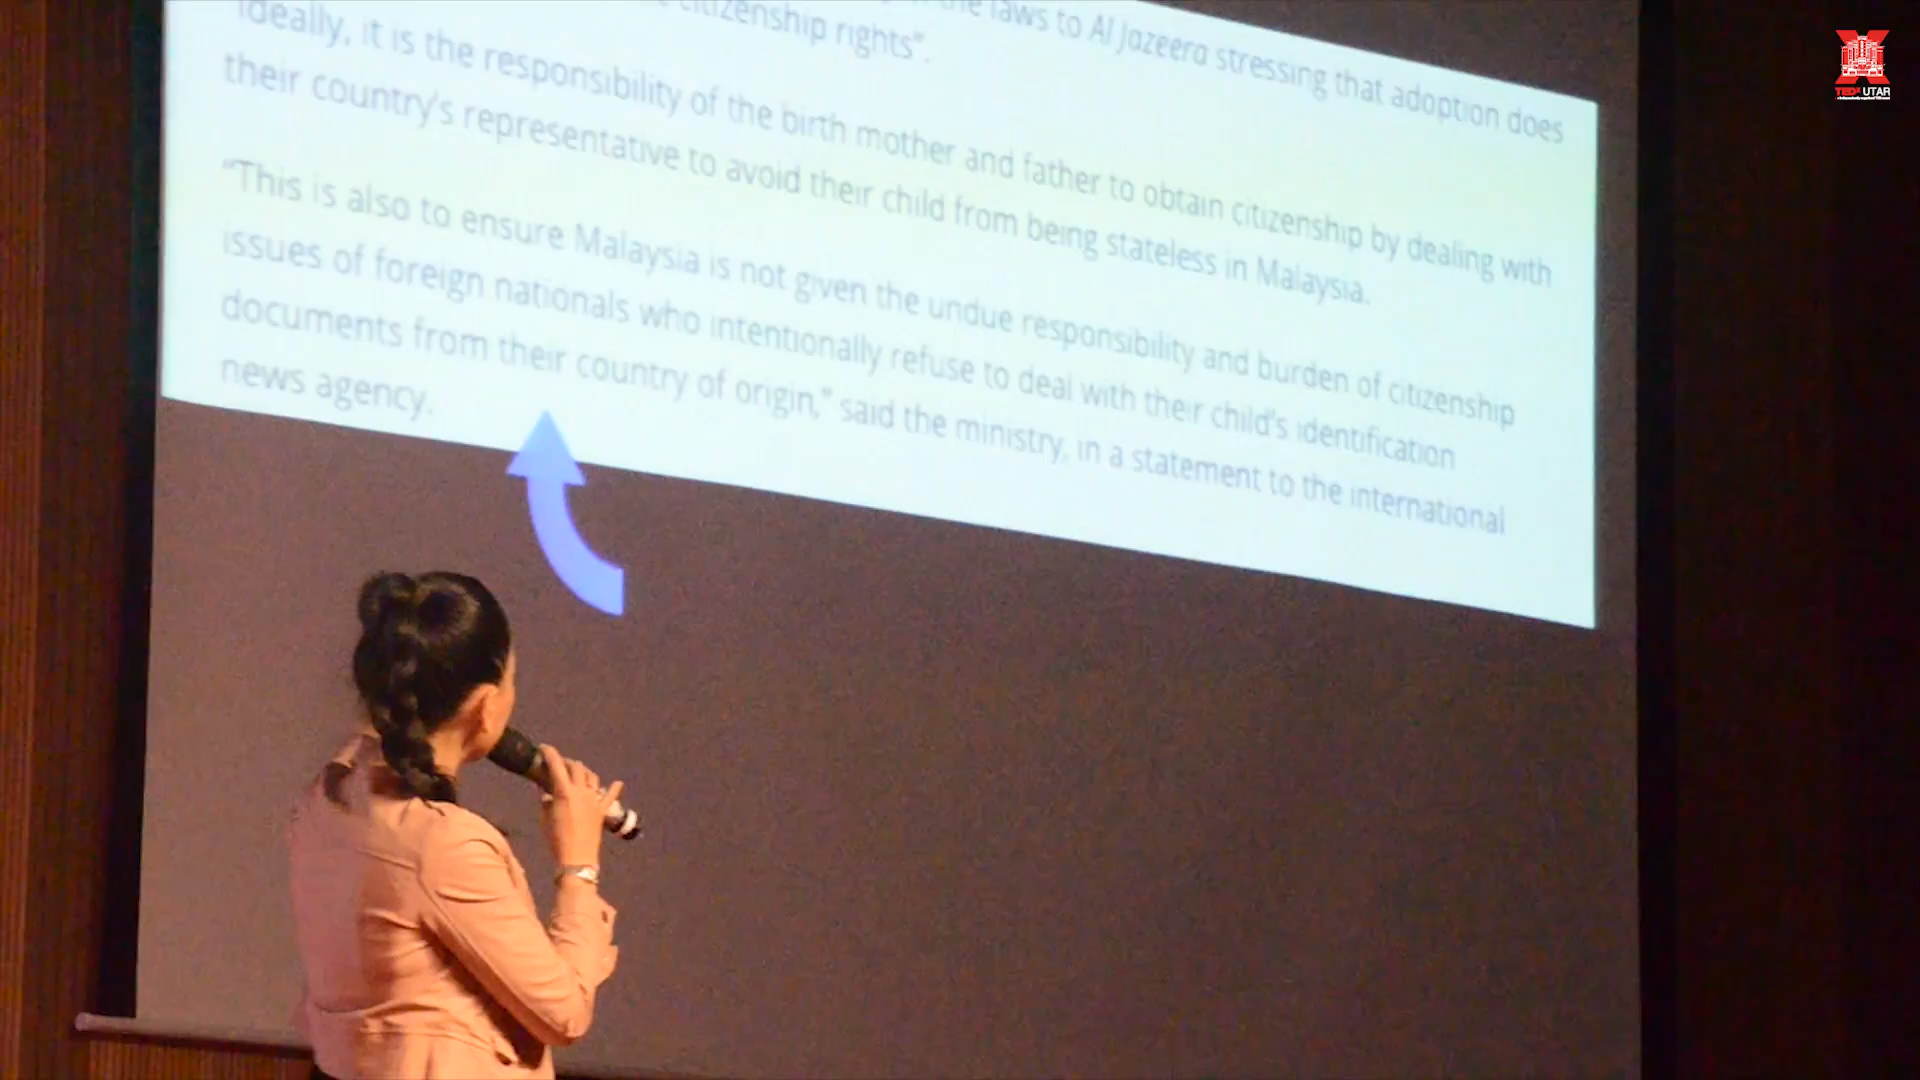 the laws to Al Jazeera stressing that adoption does
citizenship rights”.
Ideally, it is the responsibility of the birth mother and father to obtain citizenship by dealing with
their country’s representative to avoid their child from being stateless in Malaysia.
“This is also to ensure Malaysia is not given the undue responsibility and burden of citizenship
issues of foreign nationals who intentionally refuse to deal with their child’s identification
documents from their country of origin,” said the ministry, in a statement to the international
news agency.
TEDx UTAR